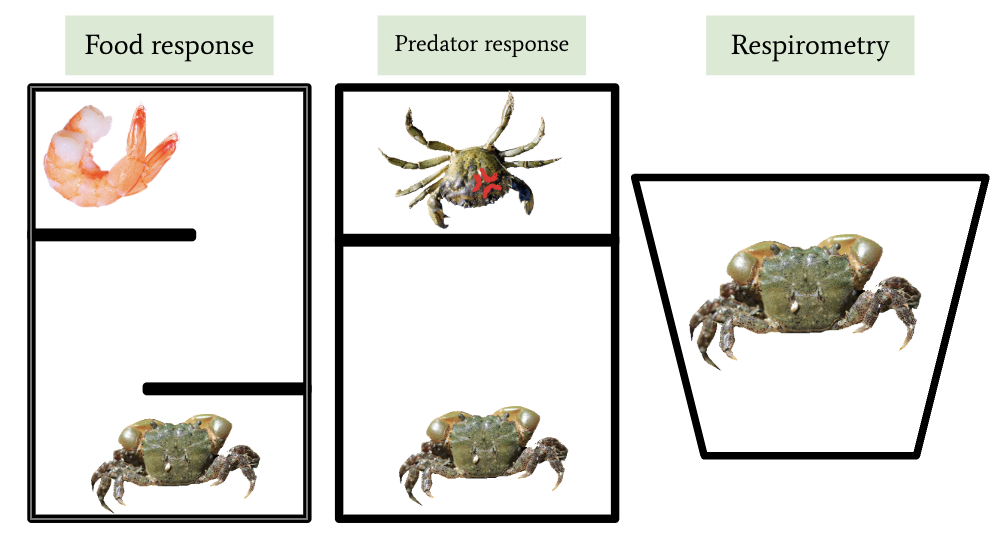 Food response
Predator response
Respirometry